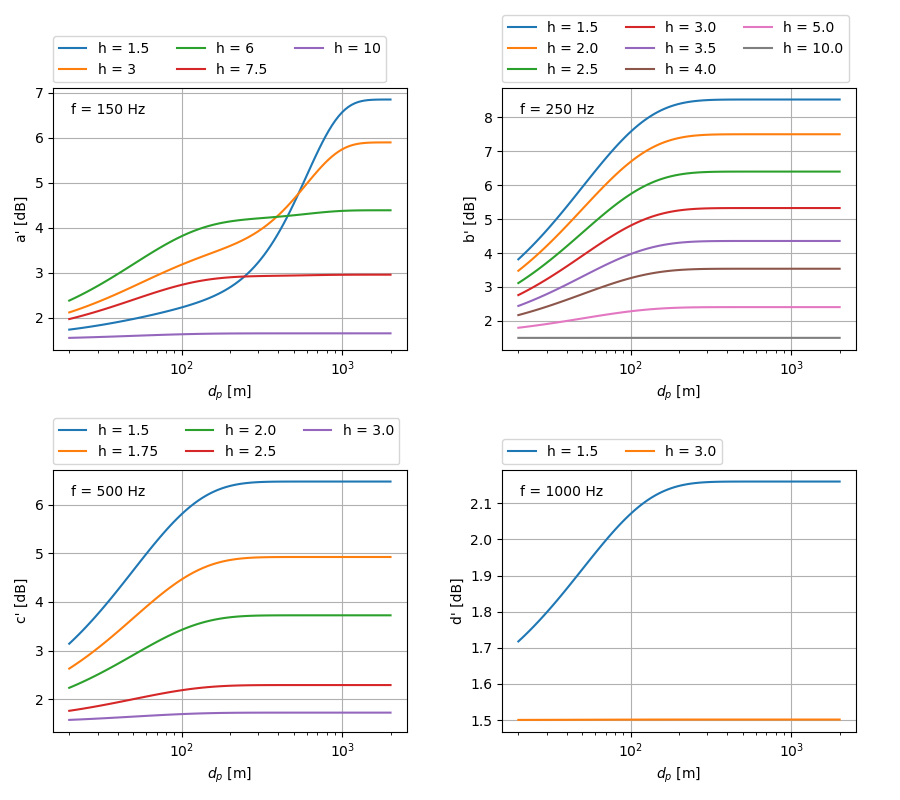 h = 1.5
h = 6
h = 10
h = 3
h = 7.5
f = 150 Hz
7
6
5
4
3
2
a' [dB]
10²
10³
d_p [m]
h = 1.5
h = 3.0
h = 5.0
h = 2.0
h = 3.5
h = 10.0
h = 2.5
h = 4.0
f = 250 Hz
8
7
6
5
4
3
2
b' [dB]
10²
10³
d_p [m]
h = 1.5
h = 2.0
h = 3.0
h = 1.75
h = 2.5
f = 500 Hz
6
5
4
3
2
c' [dB]
10²
10³
d_p [m]
h = 1.5
h = 3.0
f = 1000 Hz
2.1
2.0
1.9
1.8
1.7
1.6
1.5
d' [dB]
10²
10³
d_p [m]